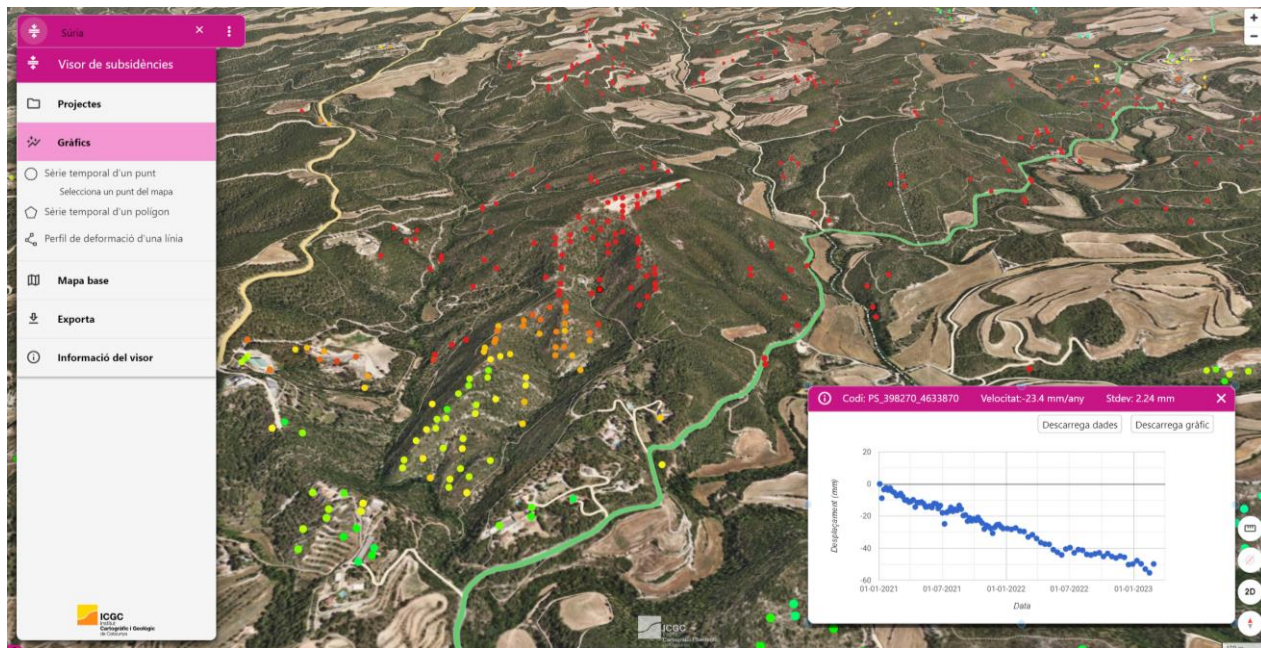 Súria
Visor de subsidències
Projectes
Gràfics
Sèrie temporal d'un punt
Selecciona un punt del mapa
Sèrie temporal d'un polígon
Perfil de deformació d'una línia
Mapa base
Exporta
Informació del visor
ICGC
Institut
Cartogràfic i Geològic
de Catalunya
ICGC
+
−
Codi: PS_398270_4633870 Velocitat:-23.4 mm/any Stdev: 2.24 mm
Descarrega dades Descarrega gràfic
20
0
-20
-40
-60
Desplaçament (mm)
01-01-2021 01-07-2021 01-01-2022 01-07-2022 01-01-2023
Data
2D